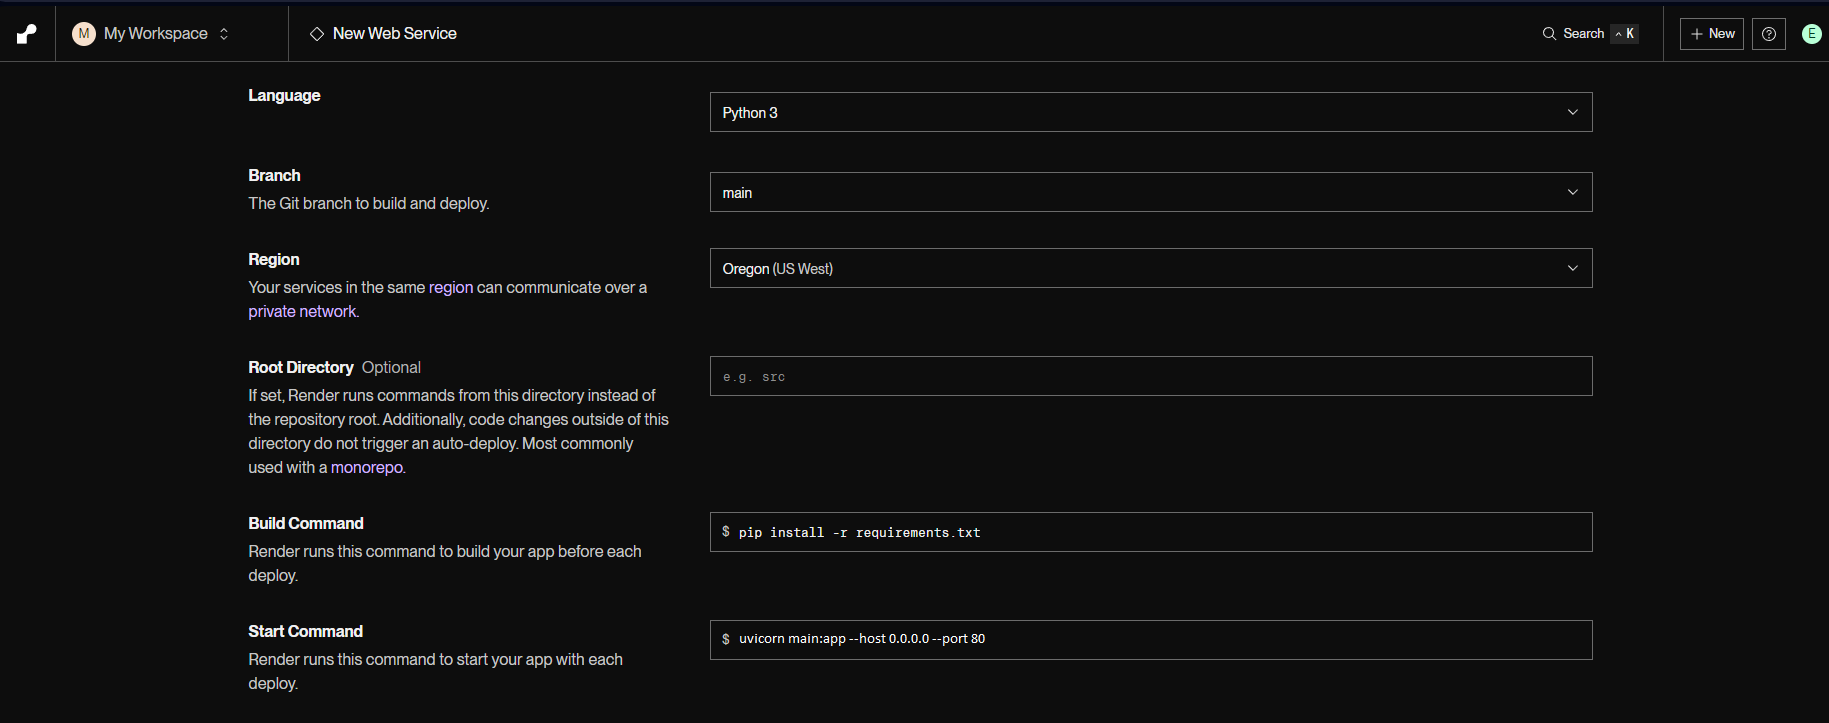 M My Workspace
New Web Service
Search ^ K
+ New
E
Language
Python 3
Branch
The Git branch to build and deploy.
main
Region
Your services in the same region can communicate over a
private network.
Oregon (US West)
Root Directory Optional
If set, Render runs commands from this directory instead of
the repository root. Additionally, code changes outside of this
directory do not trigger an auto-deploy. Most commonly
used with a monorepo.
e.g. src
Build Command
Render runs this command to build your app before each
deploy.
$ pip install -r requirements.txt
Start Command
Render runs this command to start your app with each
deploy.
$ uvicorn main:app --host 0.0.0.0 --port 80